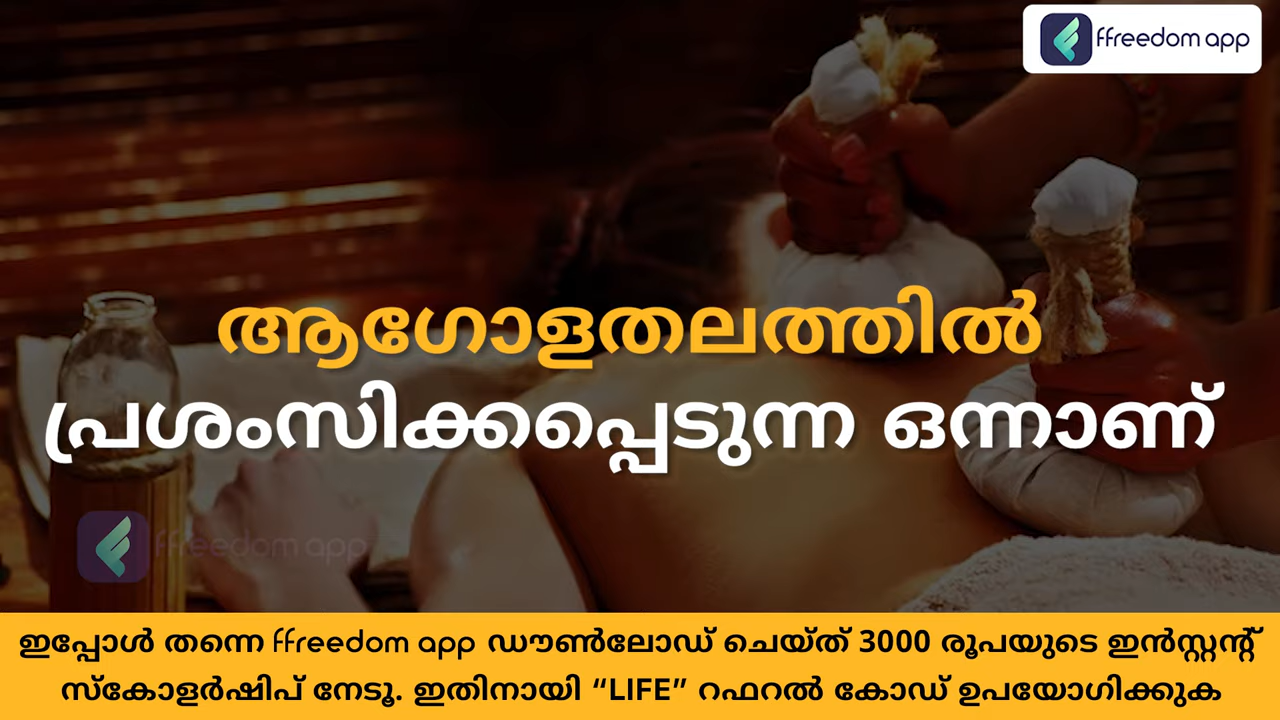 ffreedom app
ആഗോളതലത്തിൽ
പ്രശംസിക്കപ്പെടുന്ന ഒന്നാണ്
ffreedom app
ഇപ്പോൾ തന്നെ ffreedom app ഡൗൺലോഡ് ചെയ്ത് 3000 രൂപയുടെ ഇൻസ്റ്റന്റ്
സ്കോളർഷിപ് നേടൂ. ഇതിനായി “LIFE” റഫറൽ കോഡ് ഉപയോഗിക്കുക